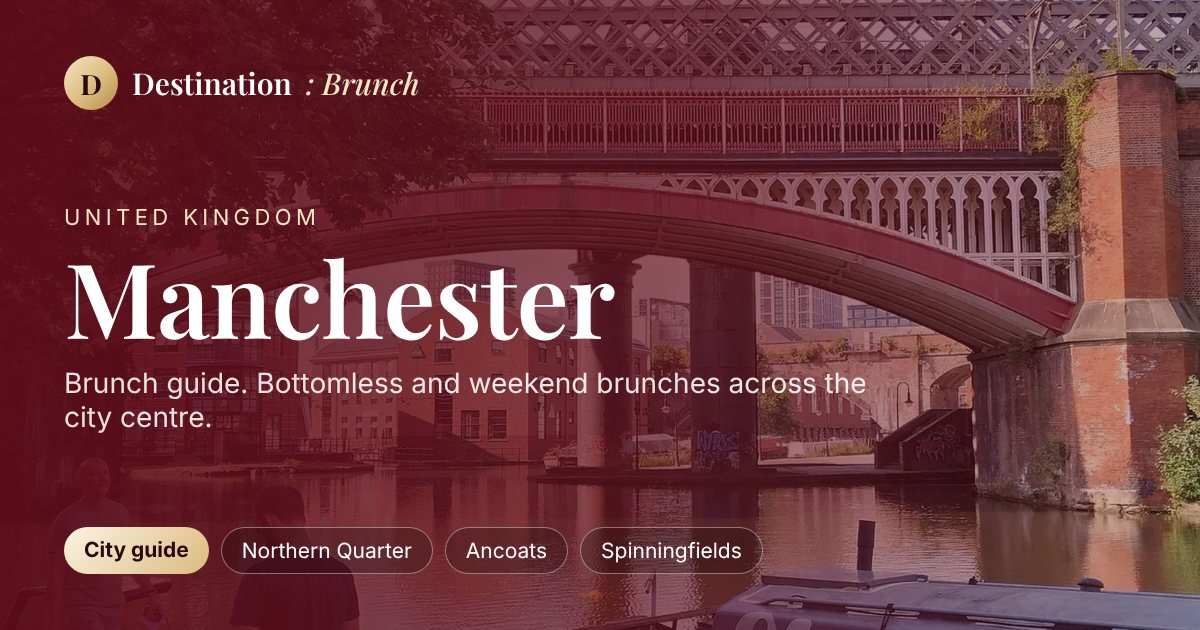 D Destination : Brunch
UNITED KINGDOM
Manchester
Brunch guide. Bottomless and weekend brunches across the
city centre.
City guide Northern Quarter Ancoats Spinningfields